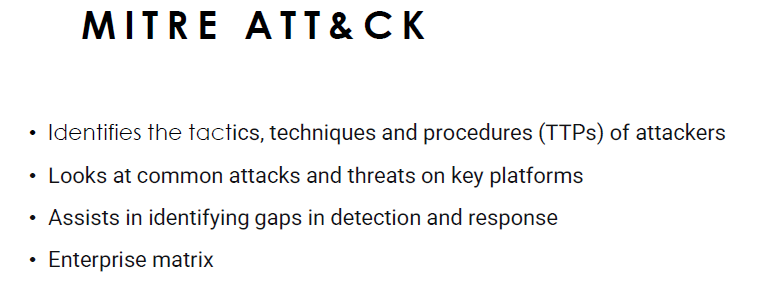 MITRE ATT&CK
• Identifies the tactics, techniques and procedures (TTPs) of attackers
• Looks at common attacks and threats on key platforms
• Assists in identifying gaps in detection and response
• Enterprise matrix